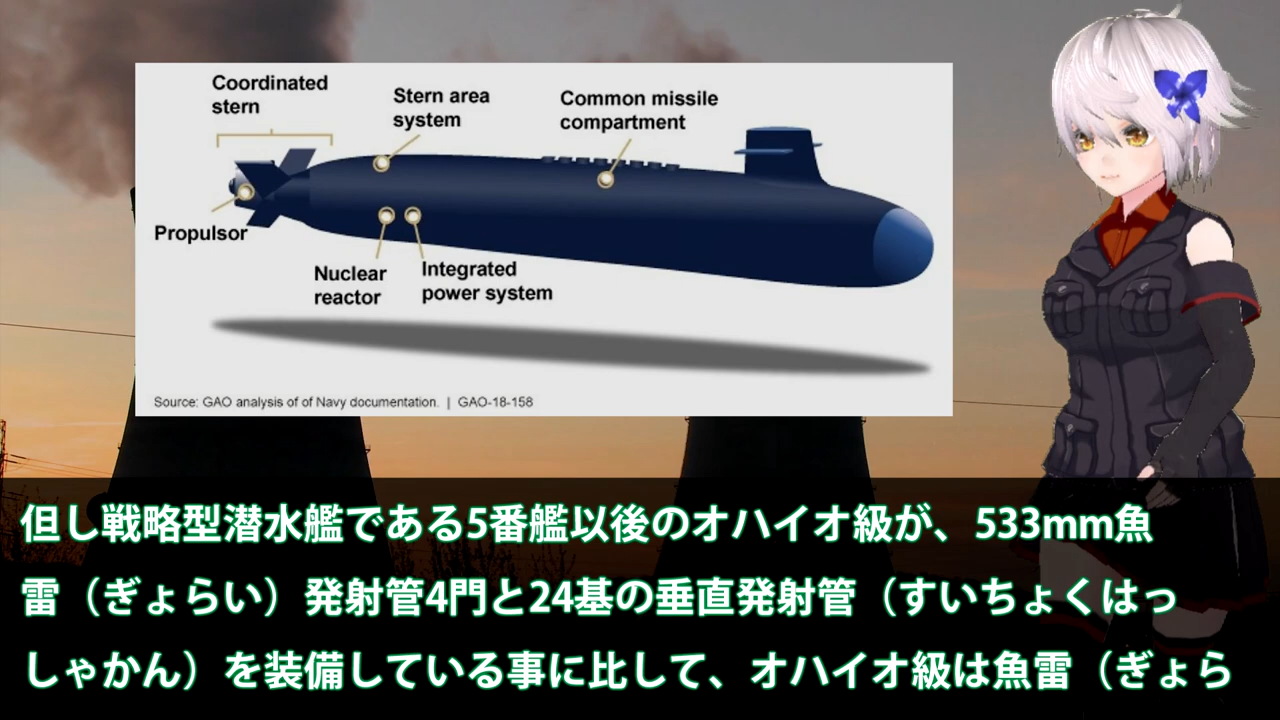 Coordinated
stern
Stern area
system
Common missile
compartment
Propulsor
Nuclear
reactor
Integrated
power system
Source: GAO analysis of of Navy documentation. | GAO-18-158
但し戦略型潜水艦である5番艦以後のオハイオ級が、533mm魚
雷（ぎょらい）発射管4門と24基の垂直発射管（すいちょくはっ
しゃかん）を装備している事に比して、オハイオ級は魚雷（ぎょら